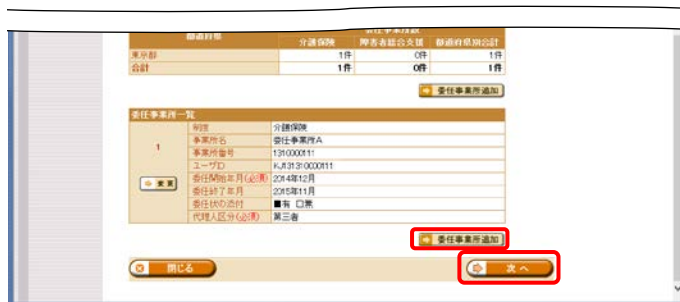 都道府県
委任事業所数
介護保険 障害者総合支援 都道府県別合計
東京都 1件 0件 1件
合計 1件 0件 1件
委任事業所追加
委任事業所一覧
1
変更
制度 介護保険
事業所名 委任事業所A
事業所番号 1310000111
ユーザID KJ131310000111
委任開始年月(必須) 2014年12月
委任終了年月 2015年11月
委任状の添付 ■有 口無
代理人区分(必須) 第三者
委任事業所追加
閉じる
次へ